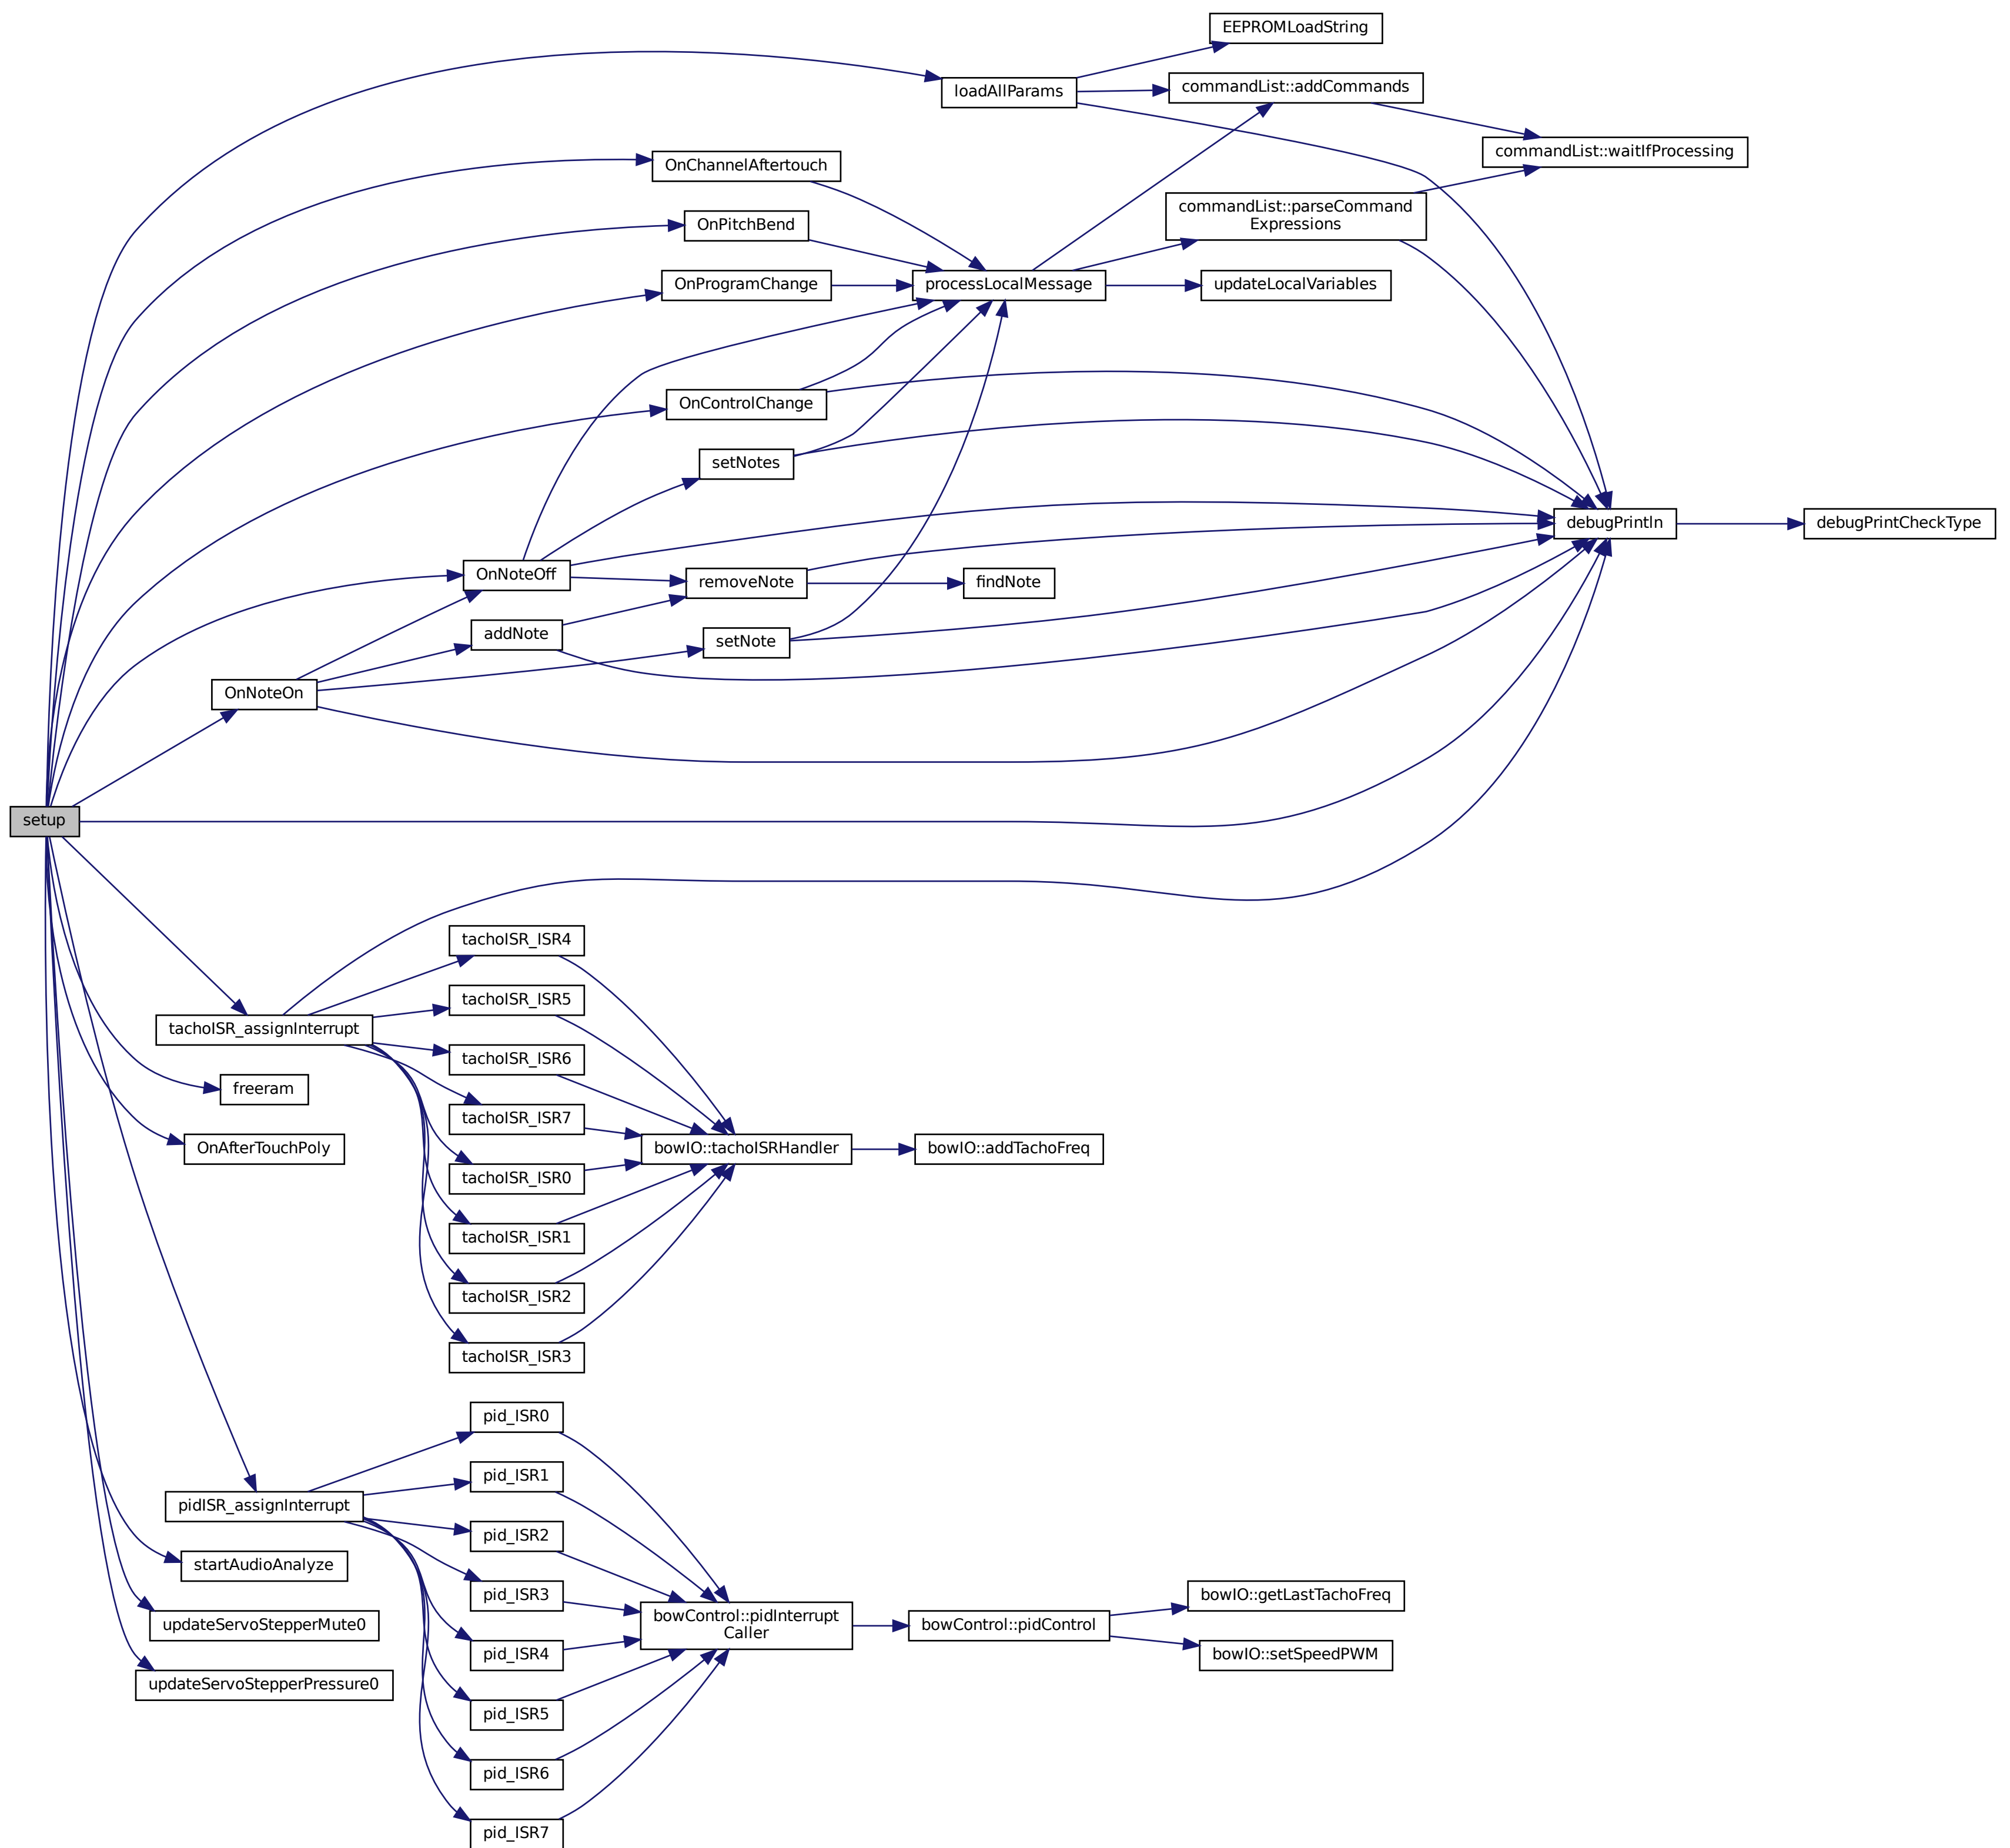 EEPROMLoadString
loadAllParams
commandList::addCommands
commandList::waitIfProcessing
OnChannelAftertouch
commandList::parseCommand
Expressions
OnPitchBend
OnProgramChange
processLocalMessage
updateLocalVariables
OnControlChange
setNotes
debugPrintln
debugPrintCheckType
OnNoteOff
removeNote
findNote
addNote
setNote
OnNoteOn
setup
tachoISR_ISR4
tachoISR_ISR5
tachoISR_assignInterrupt
tachoISR_ISR6
freeram
tachoISR_ISR7
OnAfterTouchPoly
bowIO::tachoISRHandler
bowIO::addTachoFreq
tachoISR_ISR0
tachoISR_ISR1
tachoISR_ISR2
tachoISR_ISR3
pid_ISR0
pid_ISR1
pidISR_assignInterrupt
pid_ISR2
startAudioAnalyze
pid_ISR3
bowIO::getLastTachoFreq
updateServoStepperMute0
bowControl::pidInterrupt
Caller
bowControl::pidControl
pid_ISR4
bowIO::setSpeedPWM
updateServoStepperPressure0
pid_ISR5
pid_ISR6
pid_ISR7